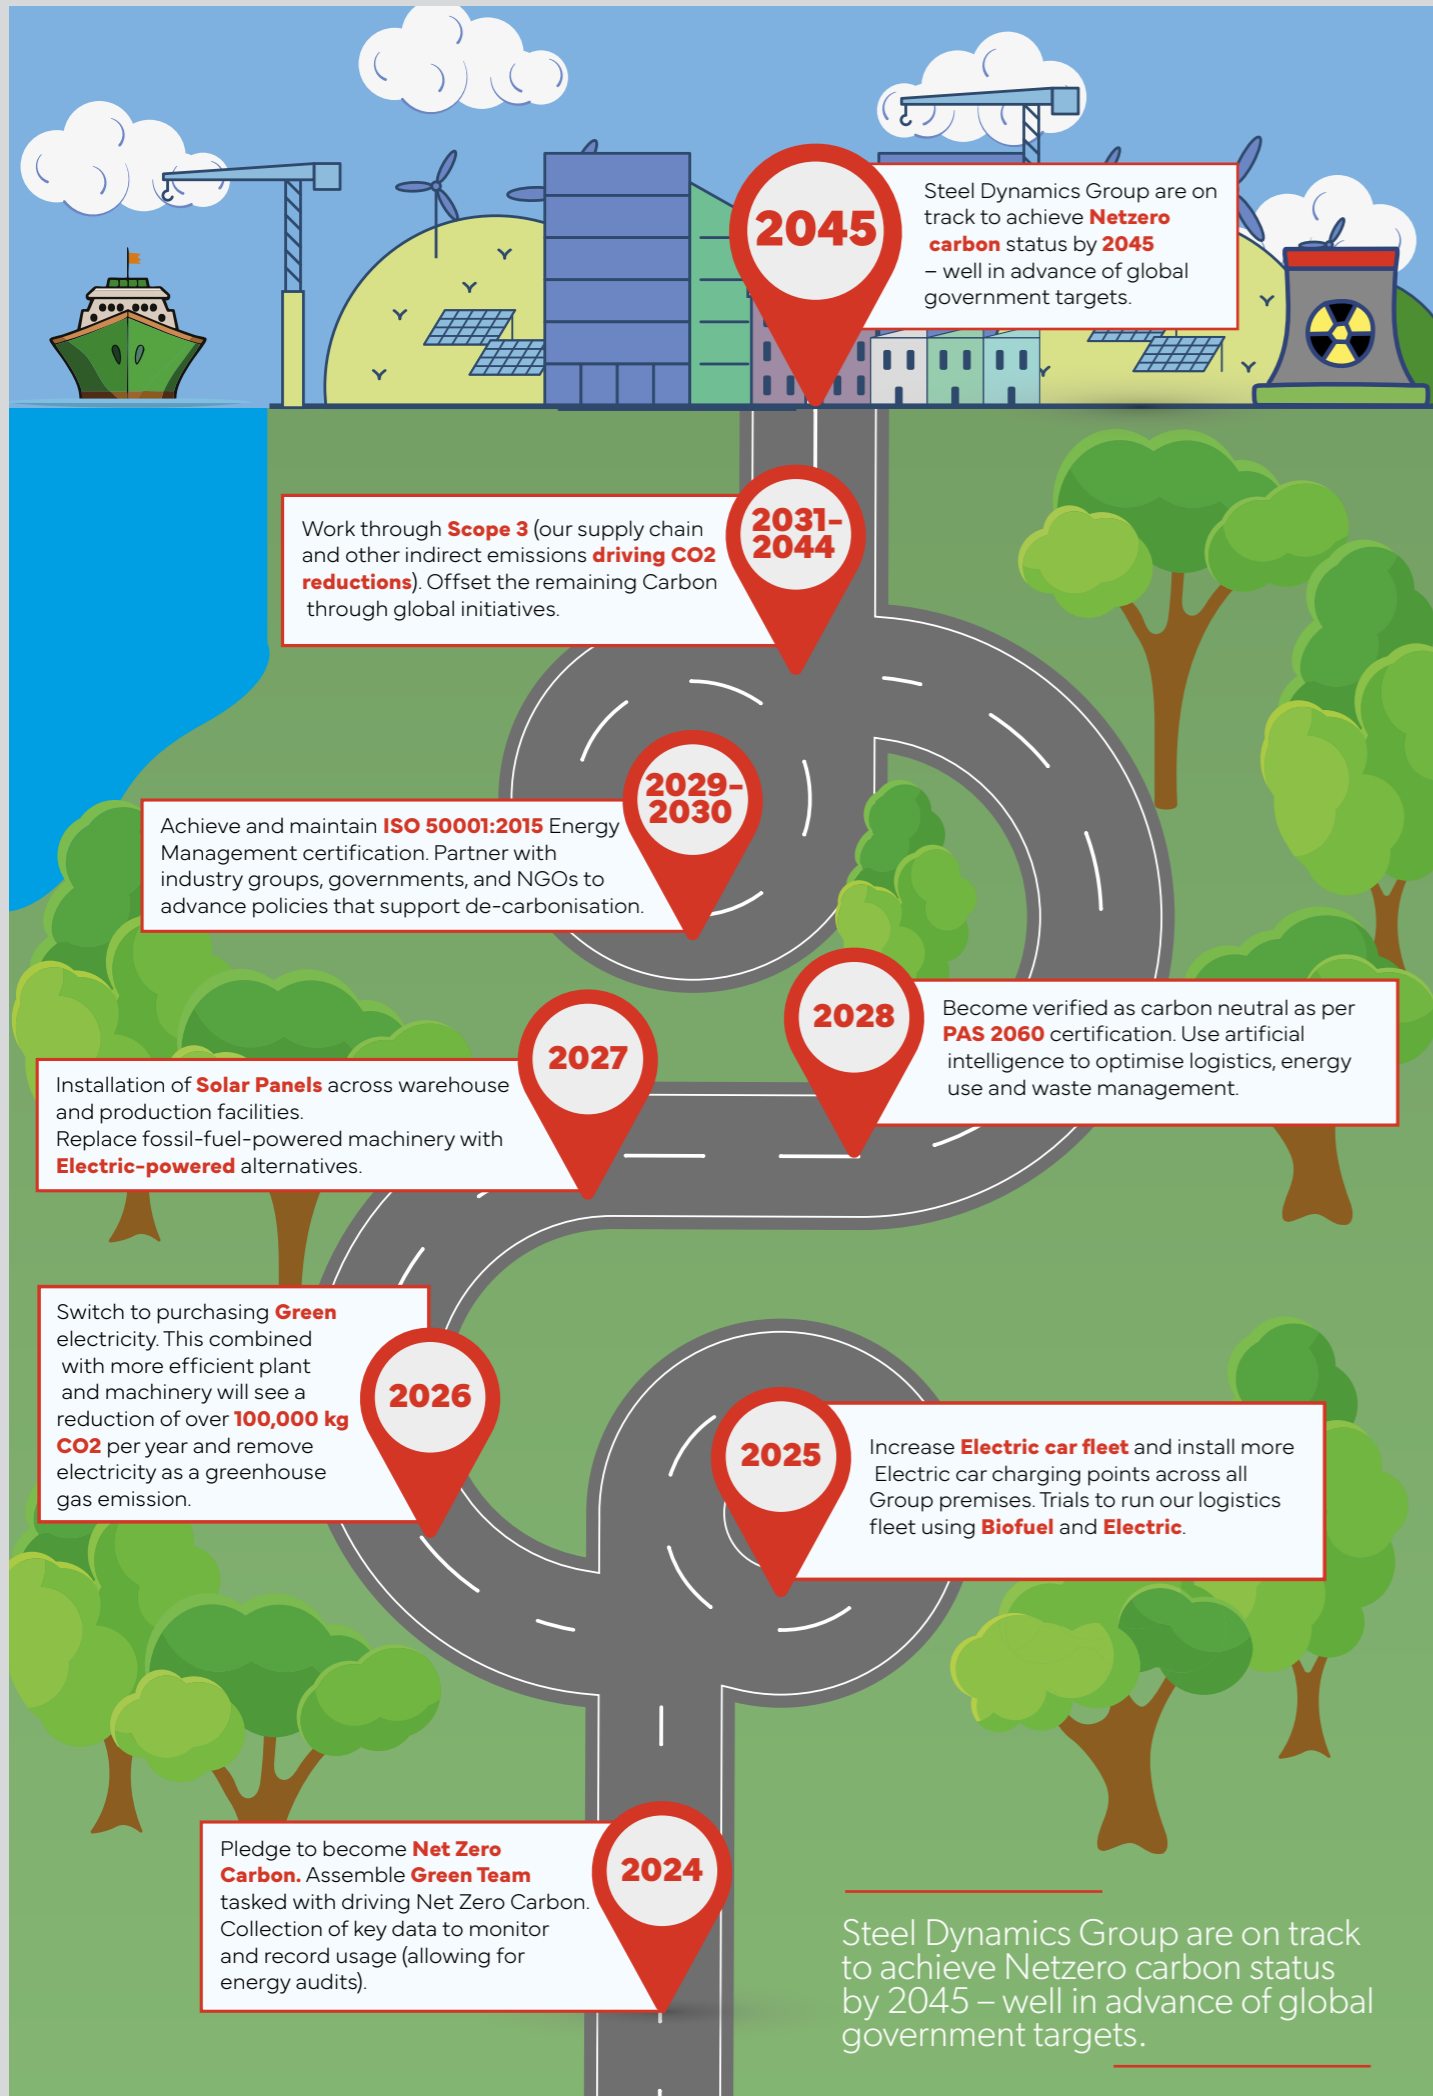 2045
Steel Dynamics Group are on
track to achieve Netzero
carbon status by 2045
– well in advance of global
government targets.
2031-
2044
Work through Scope 3 (our supply chain
and other indirect emissions driving CO2
reductions). Offset the remaining Carbon
through global initiatives.
2029-
2030
Achieve and maintain ISO 50001:2015 Energy
Management certification. Partner with
industry groups, governments, and NGOs to
advance policies that support de-carbonisation.
2028
Become verified as carbon neutral as per
PAS 2060 certification. Use artificial
intelligence to optimise logistics, energy
use and waste management.
2027
Installation of Solar Panels across warehouse
and production facilities.
Replace fossil-fuel-powered machinery with
Electric-powered alternatives.
2026
Switch to purchasing Green
electricity. This combined
with more efficient plant
and machinery will see a
reduction of over 100,000 kg
CO2 per year and remove
electricity as a greenhouse
gas emission.
2025
Increase Electric car fleet and install more
Electric car charging points across all
Group premises. Trials to run our logistics
fleet using Biofuel and Electric.
2024
Pledge to become Net Zero
Carbon. Assemble Green Team
tasked with driving Net Zero Carbon.
Collection of key data to monitor
and record usage (allowing for
energy audits).
Steel Dynamics Group are on track
to achieve Netzero carbon status
by 2045 – well in advance of global
government targets.